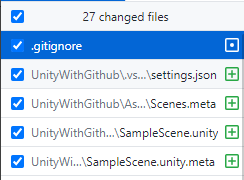 27 changed files
.gitignore
UnityWithGithub\.vs...\settings.json
UnityWithGithub\As...\Scenes.meta
UnityWithGith...\SampleScene.unity
UnityWi...\SampleScene.unity.meta